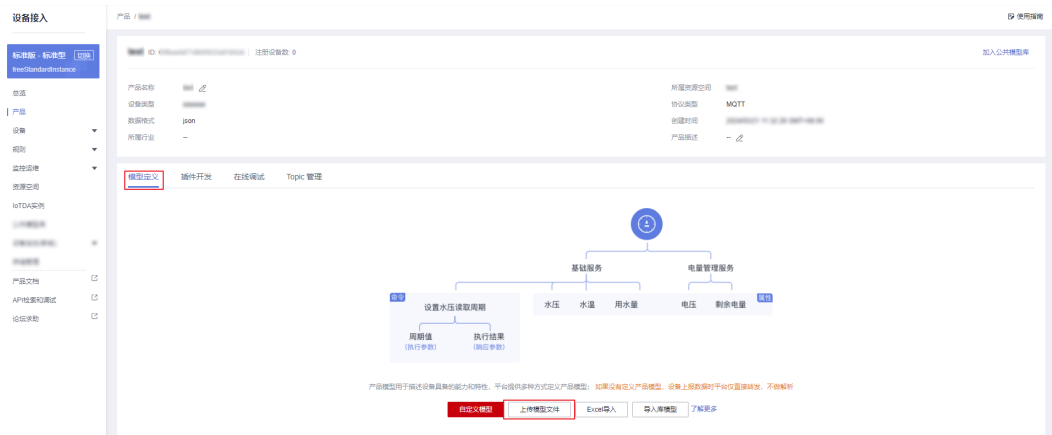 设备接入
产品 /
使用指南
标准版 - 标准型 切换
freeStandardInstance
ID:
注册设备数: 0
加入公共模型库
总览
产品
设备
规则
监控运维
资源空间
IoTDA实例
产品文档
API检索和调试
论坛求助
产品名称
所属资源空间
设备类型
协议类型 MQTT
数据格式 json
创建时间
所属行业 --
产品描述 --
模型定义 插件开发 在线调试 Topic 管理
基础服务 电量管理服务
命令 设置水压读取周期
水压 水温 用水量 电压 剩余电量 属性
周期值 执行结果
(执行参数) (响应参数)
产品模型用于描述设备具备的能力和特性，平台提供多种方式定义产品模型; 如果没有定义产品模型，设备上报数据时平台仅直接转发，不做解析
自定义模型 上传模型文件 Excel导入 导入库模型 了解更多